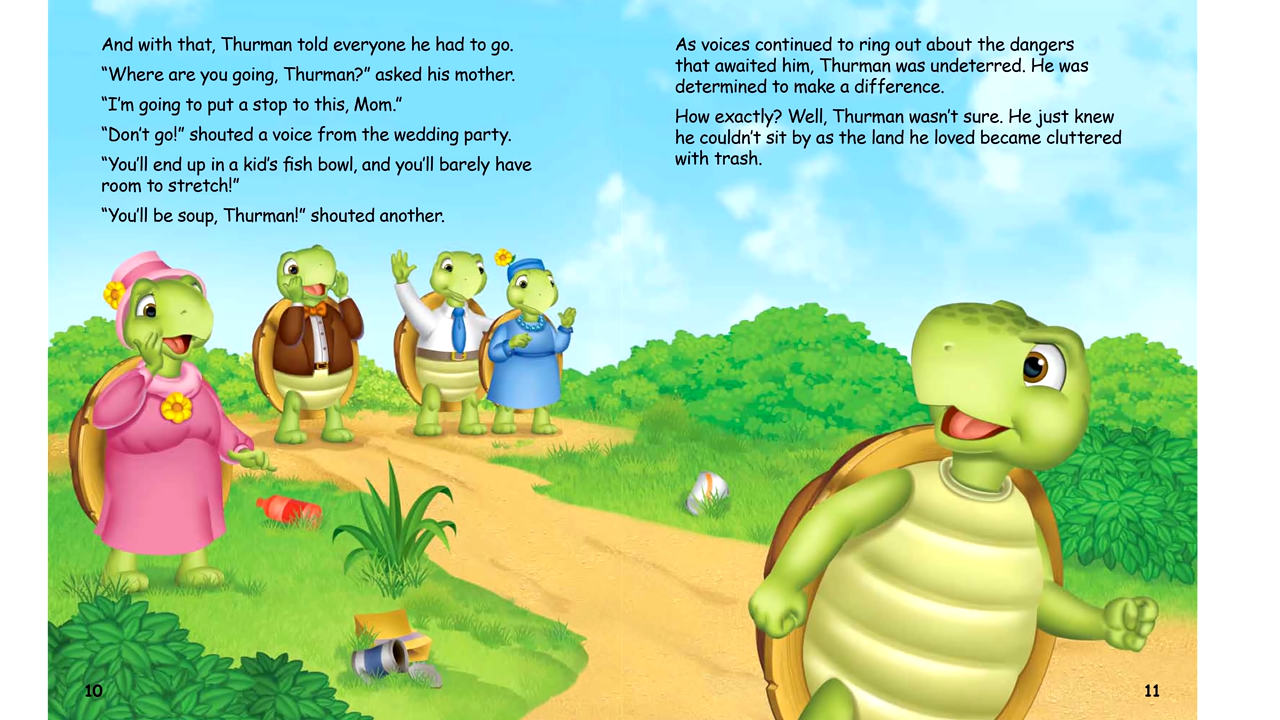 And with that, Thurman told everyone he had to go.
“Where are you going, Thurman?” asked his mother.
“I’m going to put a stop to this, Mom.”
“Don’t go!” shouted a voice from the wedding party.
“You’ll end up in a kid’s fish bowl, and you’ll barely have
room to stretch!”
“You’ll be soup, Thurman!” shouted another.
10
As voices continued to ring out about the dangers
that awaited him, Thurman was undeterred. He was
determined to make a difference.
How exactly? Well, Thurman wasn’t sure. He just knew
he couldn’t sit by as the land he loved became cluttered
with trash.
11